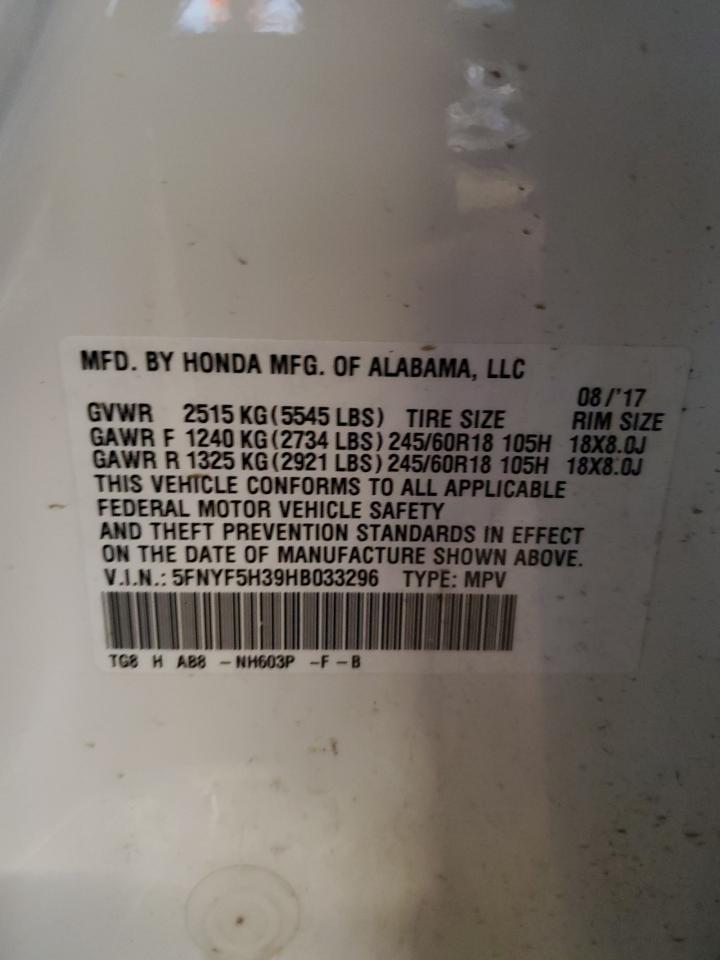 MFD. BY HONDA MFG. OF ALABAMA, LLC
08/'17
GVWR 2515 KG(5545 LBS) TIRE SIZE RIM SIZE
GAWR F 1240 KG(2734 LBS) 245/60R18 105H 18X8.0J
GAWR R 1325 KG(2921 LBS) 245/60R18 105H 18X8.0J
THIS VEHICLE CONFORMS TO ALL APPLICABLE
FEDERAL MOTOR VEHICLE SAFETY
AND THEFT PREVENTION STANDARDS IN EFFECT
ON THE DATE OF MANUFACTURE SHOWN ABOVE.
V.I.N.: 5FNYF5H39HB033296 TYPE: MPV
TG8 H AB8 -NH603P -F-B